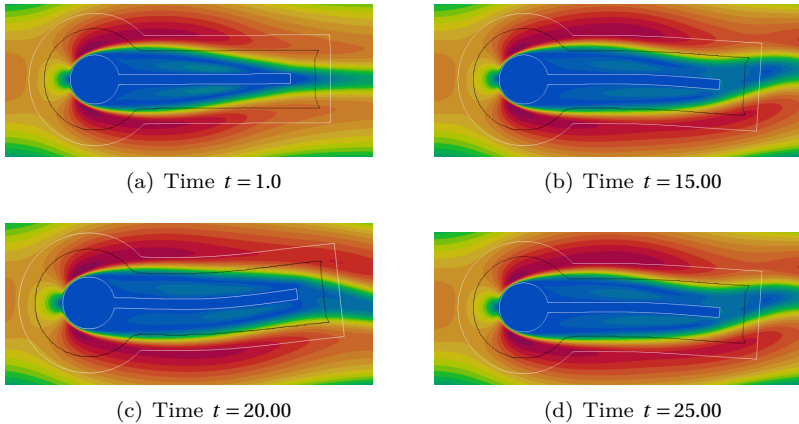 (a) Time t = 1.0
(b) Time t = 15.00
(c) Time t = 20.00
(d) Time t = 25.00